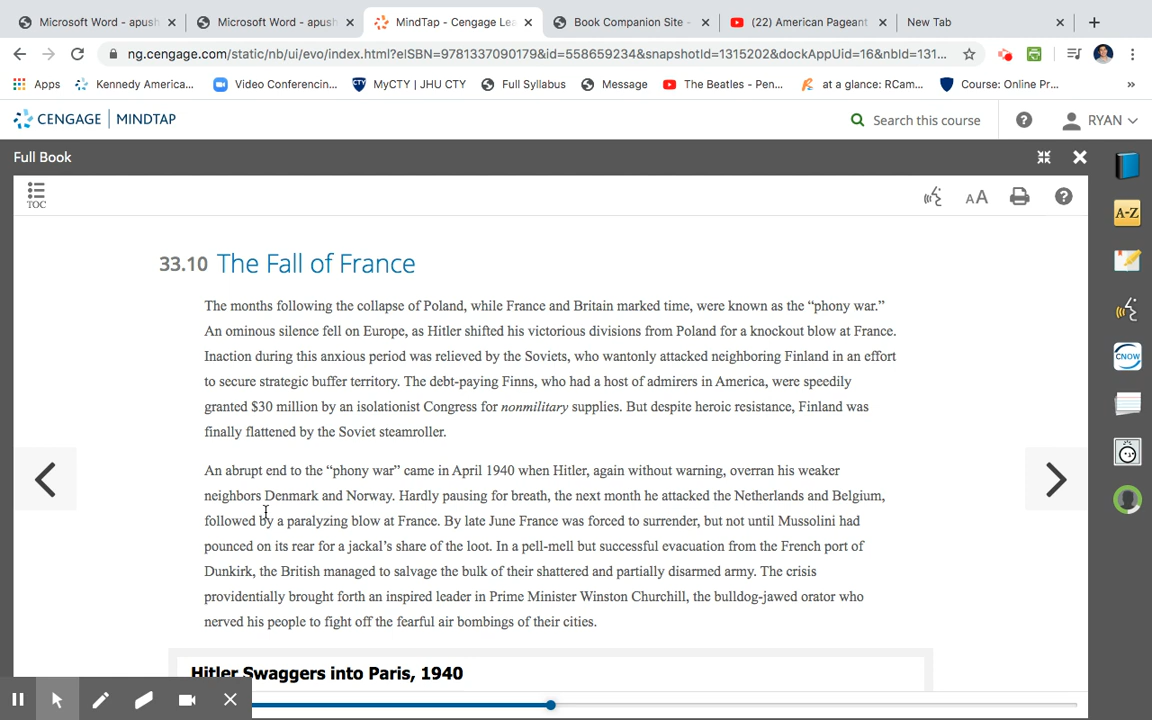 Microsoft Word - apush
Microsoft Word - apush
MindTap - Cengage Lea
Book Companion Site -
(22) American Pageant
New Tab
ng.cengage.com/static/nb/ui/evo/index.html?eISBN=9781337090179&id=558659234&snapshotId=1315202&dockAppUid=16&nbId=131...
Apps
Kennedy America...
Video Conferencin...
MyCTY | JHU CTY
Full Syllabus
Message
The Beatles - Pen...
at a glance: RCam...
Course: Online Pr...
»
CENGAGE | MINDTAP
Search this course
RYAN
Full Book
TOC
AA
A-Z
CNOW
33.10 The Fall of France
The months following the collapse of Poland, while France and Britain marked time, were known as the “phony war.”
An ominous silence fell on Europe, as Hitler shifted his victorious divisions from Poland for a knockout blow at France.
Inaction during this anxious period was relieved by the Soviets, who wantonly attacked neighboring Finland in an effort
to secure strategic buffer territory. The debt-paying Finns, who had a host of admirers in America, were speedily
granted $30 million by an isolationist Congress for nonmilitary supplies. But despite heroic resistance, Finland was
finally flattened by the Soviet steamroller.
An abrupt end to the “phony war” came in April 1940 when Hitler, again without warning, overran his weaker
neighbors Denmark and Norway. Hardly pausing for breath, the next month he attacked the Netherlands and Belgium,
followed by a paralyzing blow at France. By late June France was forced to surrender, but not until Mussolini had
pounced on its rear for a jackal’s share of the loot. In a pell-mell but successful evacuation from the French port of
Dunkirk, the British managed to salvage the bulk of their shattered and partially disarmed army. The crisis
providentially brought forth an inspired leader in Prime Minister Winston Churchill, the bulldog-jawed orator who
nerved his people to fight off the fearful air bombings of their cities.
Hitler Swaggers into Paris, 1940